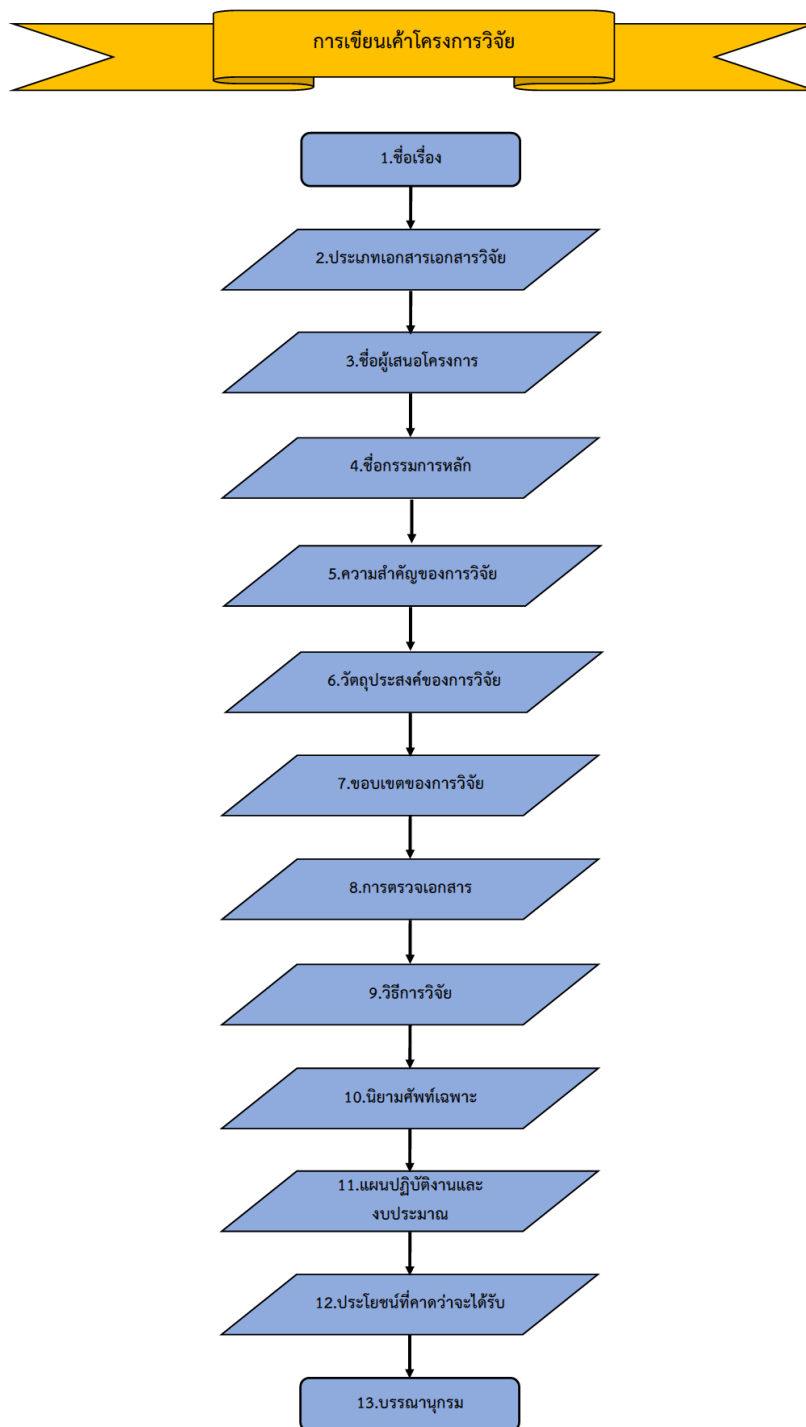 การเขียนเค้าโครงการวิจัย
1.ชื่อเรื่อง
2.ประเภทเอกสารเอกสารวิจัย
3.ชื่อผู้เสนอโครงการ
4.ชื่อกรรมการหลัก
5.ความสำคัญของการวิจัย
6.วัตถุประสงค์ของการวิจัย
7.ขอบเขตของการวิจัย
8.การตรวจเอกสาร
9.วิธีการวิจัย
10.นิยามศัพท์เฉพาะ
11.แผนปฏิบัติงานและ
งบประมาณ
12.ประโยชน์ที่คาดว่าจะได้รับ
13.บรรณานุกรม